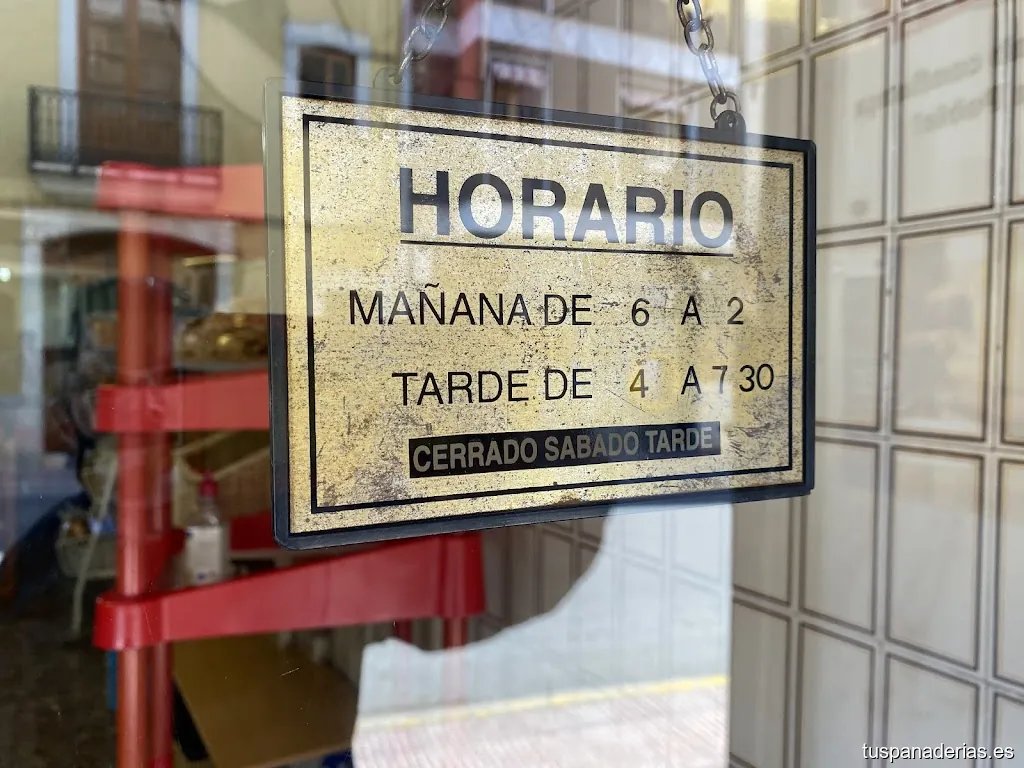 HORARIO
MAÑANA DE 6 A 2
TARDE DE 4 A 7 30
CERRADO SABADO TARDE
tuspanaderias.es